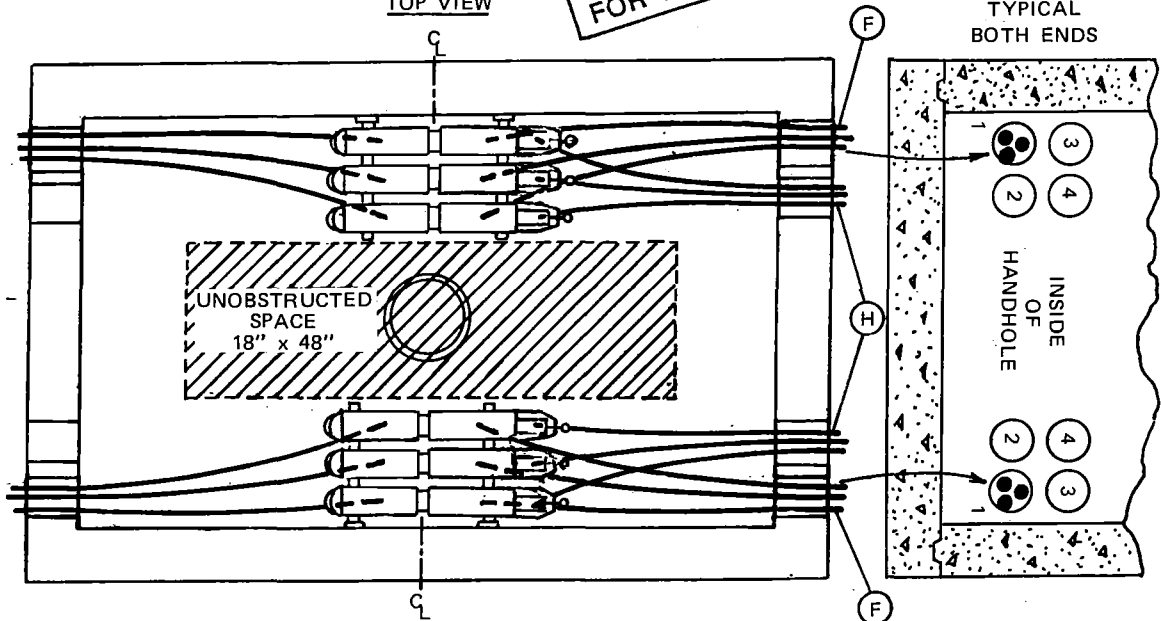 TOP VIEW
FOR
TYPICAL
BOTH ENDS
C
L
F
1
3
2
4
UNOBSTRUCTED
SPACE
18" x 48"
H
INSIDE
OF
HANDHOLE
2
4
1
3
F
C
L